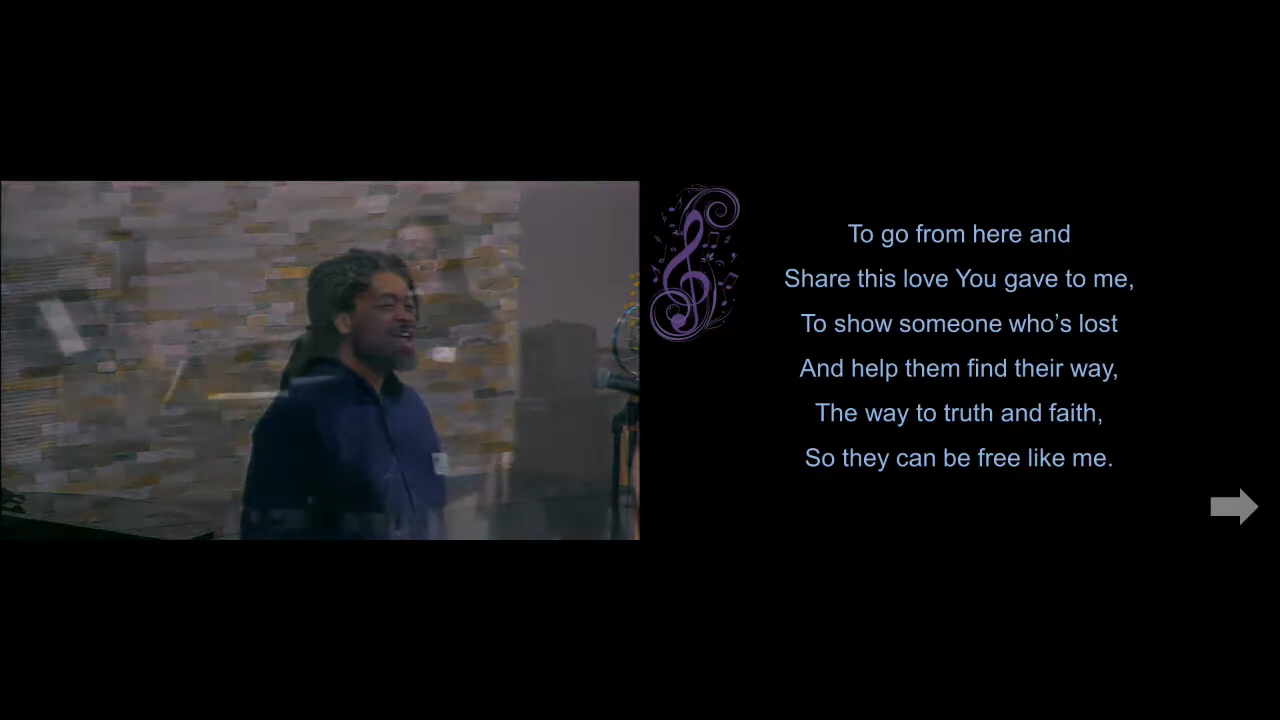 To go from here and
Share this love You gave to me,
To show someone who’s lost
And help them find their way,
The way to truth and faith,
So they can be free like me.